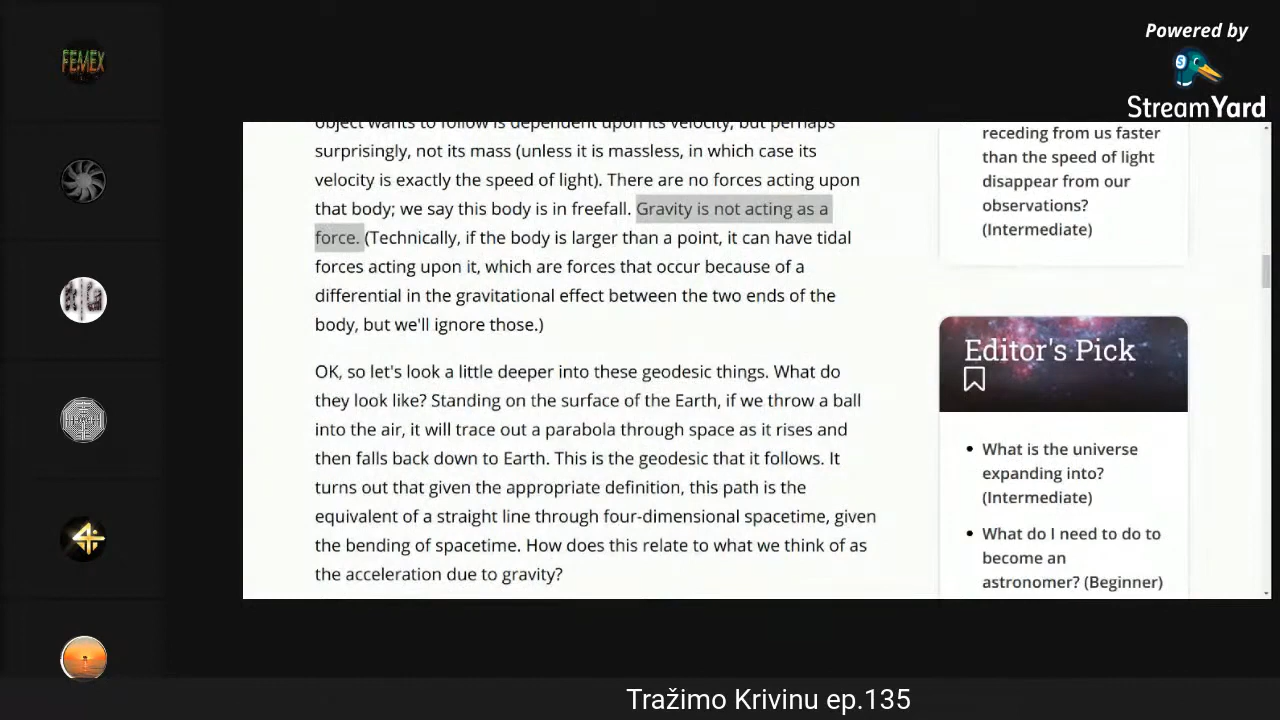 Powered by
StreamYard
FEMEX
object wants to follow is dependent upon its velocity, but perhaps
surprisingly, not its mass (unless it is massless, in which case its
velocity is exactly the speed of light). There are no forces acting upon
that body; we say this body is in freefall. Gravity is not acting as a
force. (Technically, if the body is larger than a point, it can have tidal
forces acting upon it, which are forces that occur because of a
differential in the gravitational effect between the two ends of the
body, but we'll ignore those.)
OK, so let's look a little deeper into these geodesic things. What do
they look like? Standing on the surface of the Earth, if we throw a ball
into the air, it will trace out a parabola through space as it rises and
then falls back down to Earth. This is the geodesic that it follows. It
turns out that given the appropriate definition, this path is the
equivalent of a straight line through four-dimensional spacetime, given
the bending of spacetime. How does this relate to what we think of as
the acceleration due to gravity?
receding from us faster
than the speed of light
disappear from our
observations?
(Intermediate)
Editor's Pick
• What is the universe
expanding into?
(Intermediate)
• What do I need to do to
become an
astronomer? (Beginner)
Tražimo Krivinu ep.135